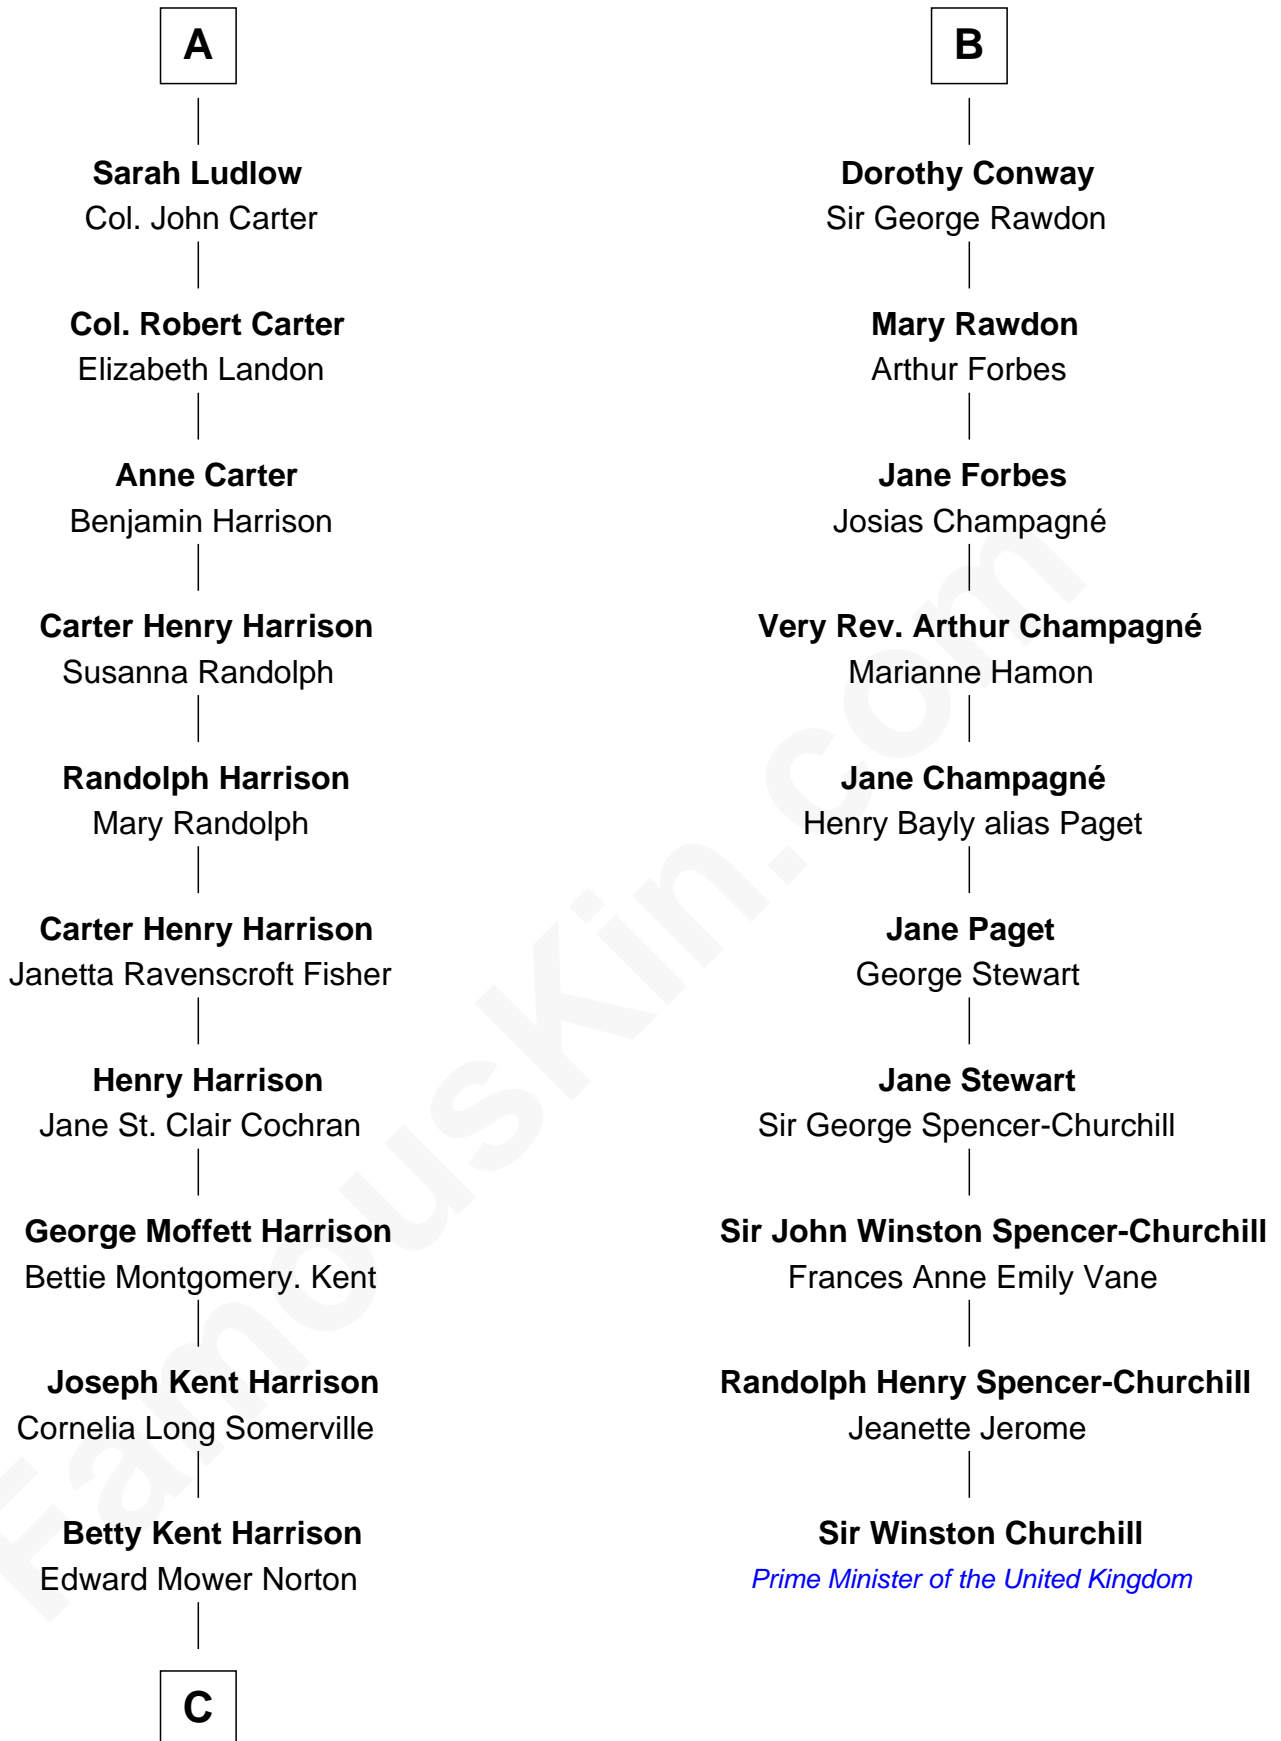 A
Sarah Ludlow
Col. John Carter
Col. Robert Carter
Elizabeth Landon
Anne Carter
Benjamin Harrison
Carter Henry Harrison
Susanna Randolph
Randolph Harrison
Mary Randolph
Carter Henry Harrison
Janetta Ravenscroft Fisher
Henry Harrison
Jane St. Clair Cochran
George Moffett Harrison
Bettie Montgomery. Kent
Joseph Kent Harrison
Cornelia Long Somerville
Betty Kent Harrison
Edward Mower Norton
C
B
Dorothy Conway
Sir George Rawdon
Mary Rawdon
Arthur Forbes
Jane Forbes
Josias Champagné
Very Rev. Arthur Champagné
Marianne Hamon
Jane Champagné
Henry Bayly alias Paget
Jane Paget
George Stewart
Jane Stewart
Sir George Spencer-Churchill
Sir John Winston Spencer-Churchill
Frances Anne Emily Vane
Randolph Henry Spencer-Churchill
Jeanette Jerome
Sir Winston Churchill
Prime Minister of the United Kingdom
FamousKin.com